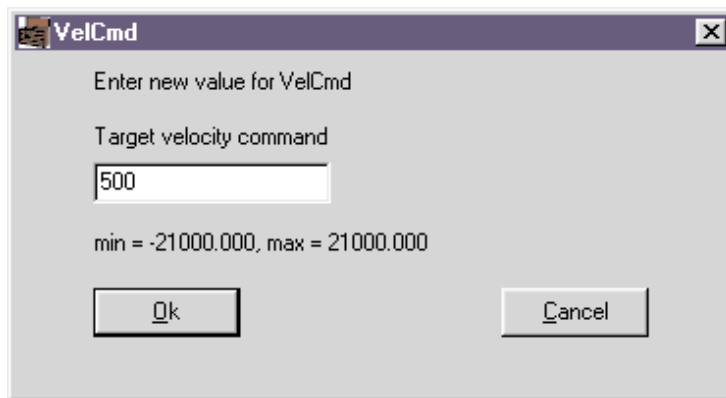 VelCmd
Enter new value for VelCmd
Target velocity command
500
min = -21000.000, max = 21000.000
Ok
Cancel